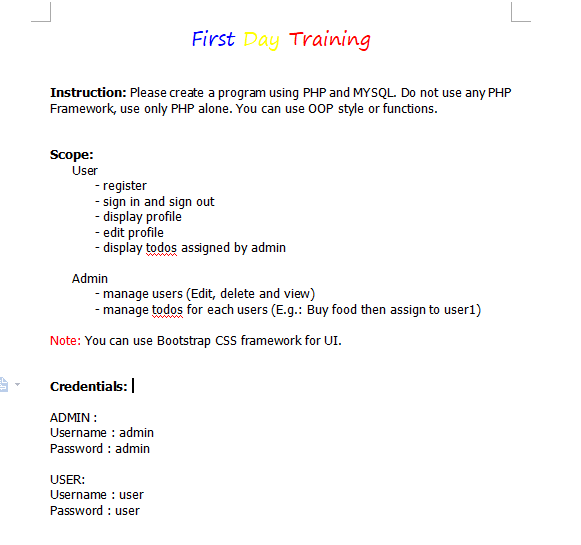 First Day Training
Instruction: Please create a program using PHP and MYSQL. Do not use any PHP
Framework, use only PHP alone. You can use OOP style or functions.
Scope:
User
- register
- sign in and sign out
- display profile
- edit profile
- display todos assigned by admin
Admin
- manage users (Edit, delete and view)
- manage todos for each users (E.g.: Buy food then assign to user1)
Note: You can use Bootstrap CSS framework for UI.
Credentials:
ADMIN :
Username : admin
Password : admin
USER:
Username : user
Password : user